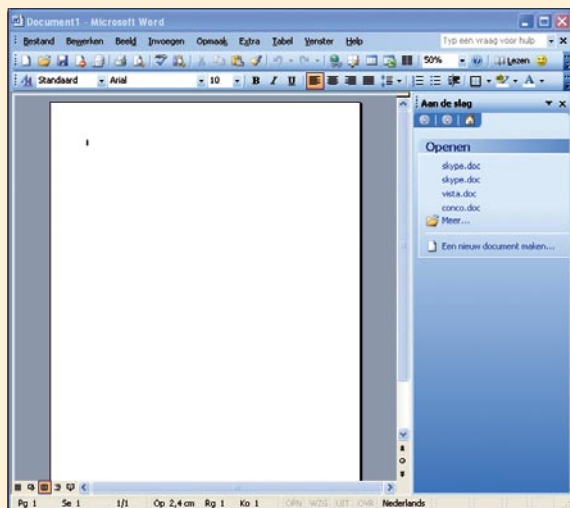 Document1 - Microsoft Word
Bestand Bewerken Beeld Invoegen Opmaak Extra Tabel Venster Help Typ een vraag voor hulp
50% Lezen
Standaard Arial 10 B I U A
Aan de slag
Openen
skype.doc
skype.doc
vista.doc
conco.doc
Meer...
Een nieuw document maken...
Pg 1 Se 1 1/1 Op 2,4 cm Rg 1 Ko 1 OPN WZG UIT OVR Nederlands